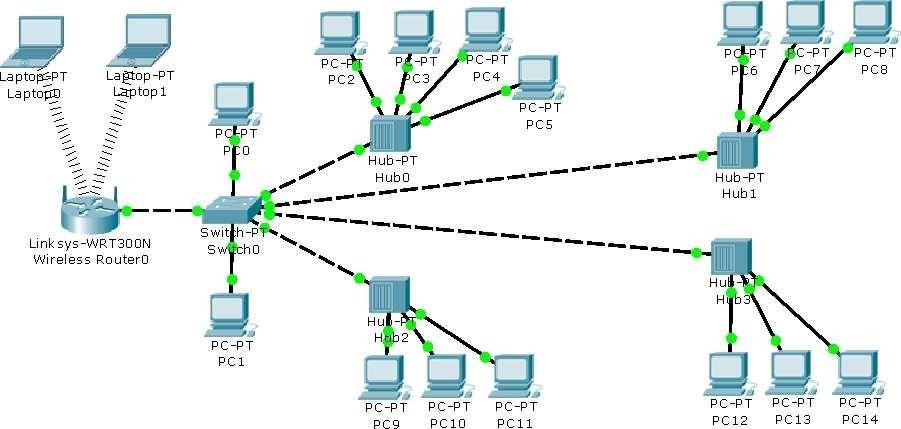 Laptop-PT
Laptop0
Laptop-PT
Laptop1
PC-PT
PC0
PC-PT
PC2
PC-PT
PC3
PC-PT
PC4
PC-PT
PC5
PC-PT
PC6
PC-PT
PC7
PC-PT
PC8
Hub-PT
Hub0
Hub-PT
Hub1
Linksys-WRT300N
Wireless Router0
Switch-PT
Switch0
PC-PT
PC1
Hub-PT
Hub2
Hub-PT
Hub3
PC-PT
PC9
PC-PT
PC10
PC-PT
PC11
PC-PT
PC12
PC-PT
PC13
PC-PT
PC14